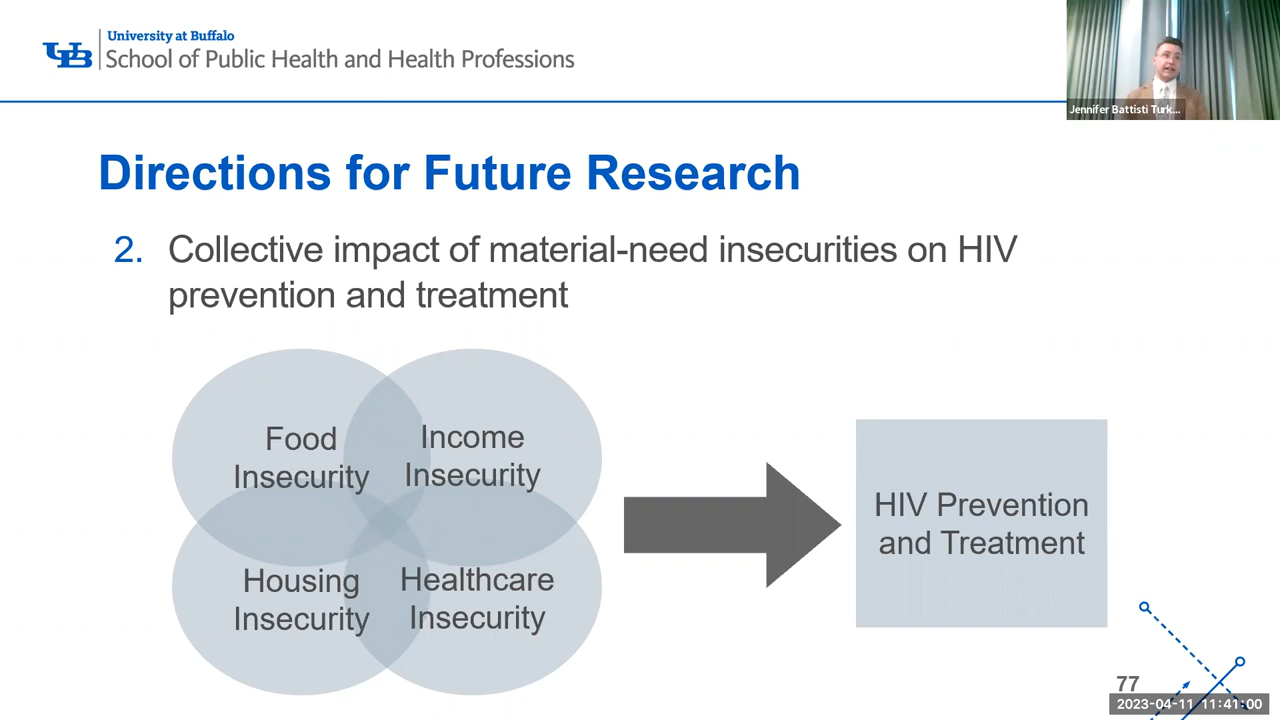 UB
University at Buffalo
School of Public Health and Health Professions
Jennifer Battisti Turk...
Directions for Future Research
2. Collective impact of material-need insecurities on HIV
prevention and treatment
Food
Insecurity
Income
Insecurity
Housing
Insecurity
Healthcare
Insecurity
HIV Prevention
and Treatment
77
2023-04-11 11:41:00